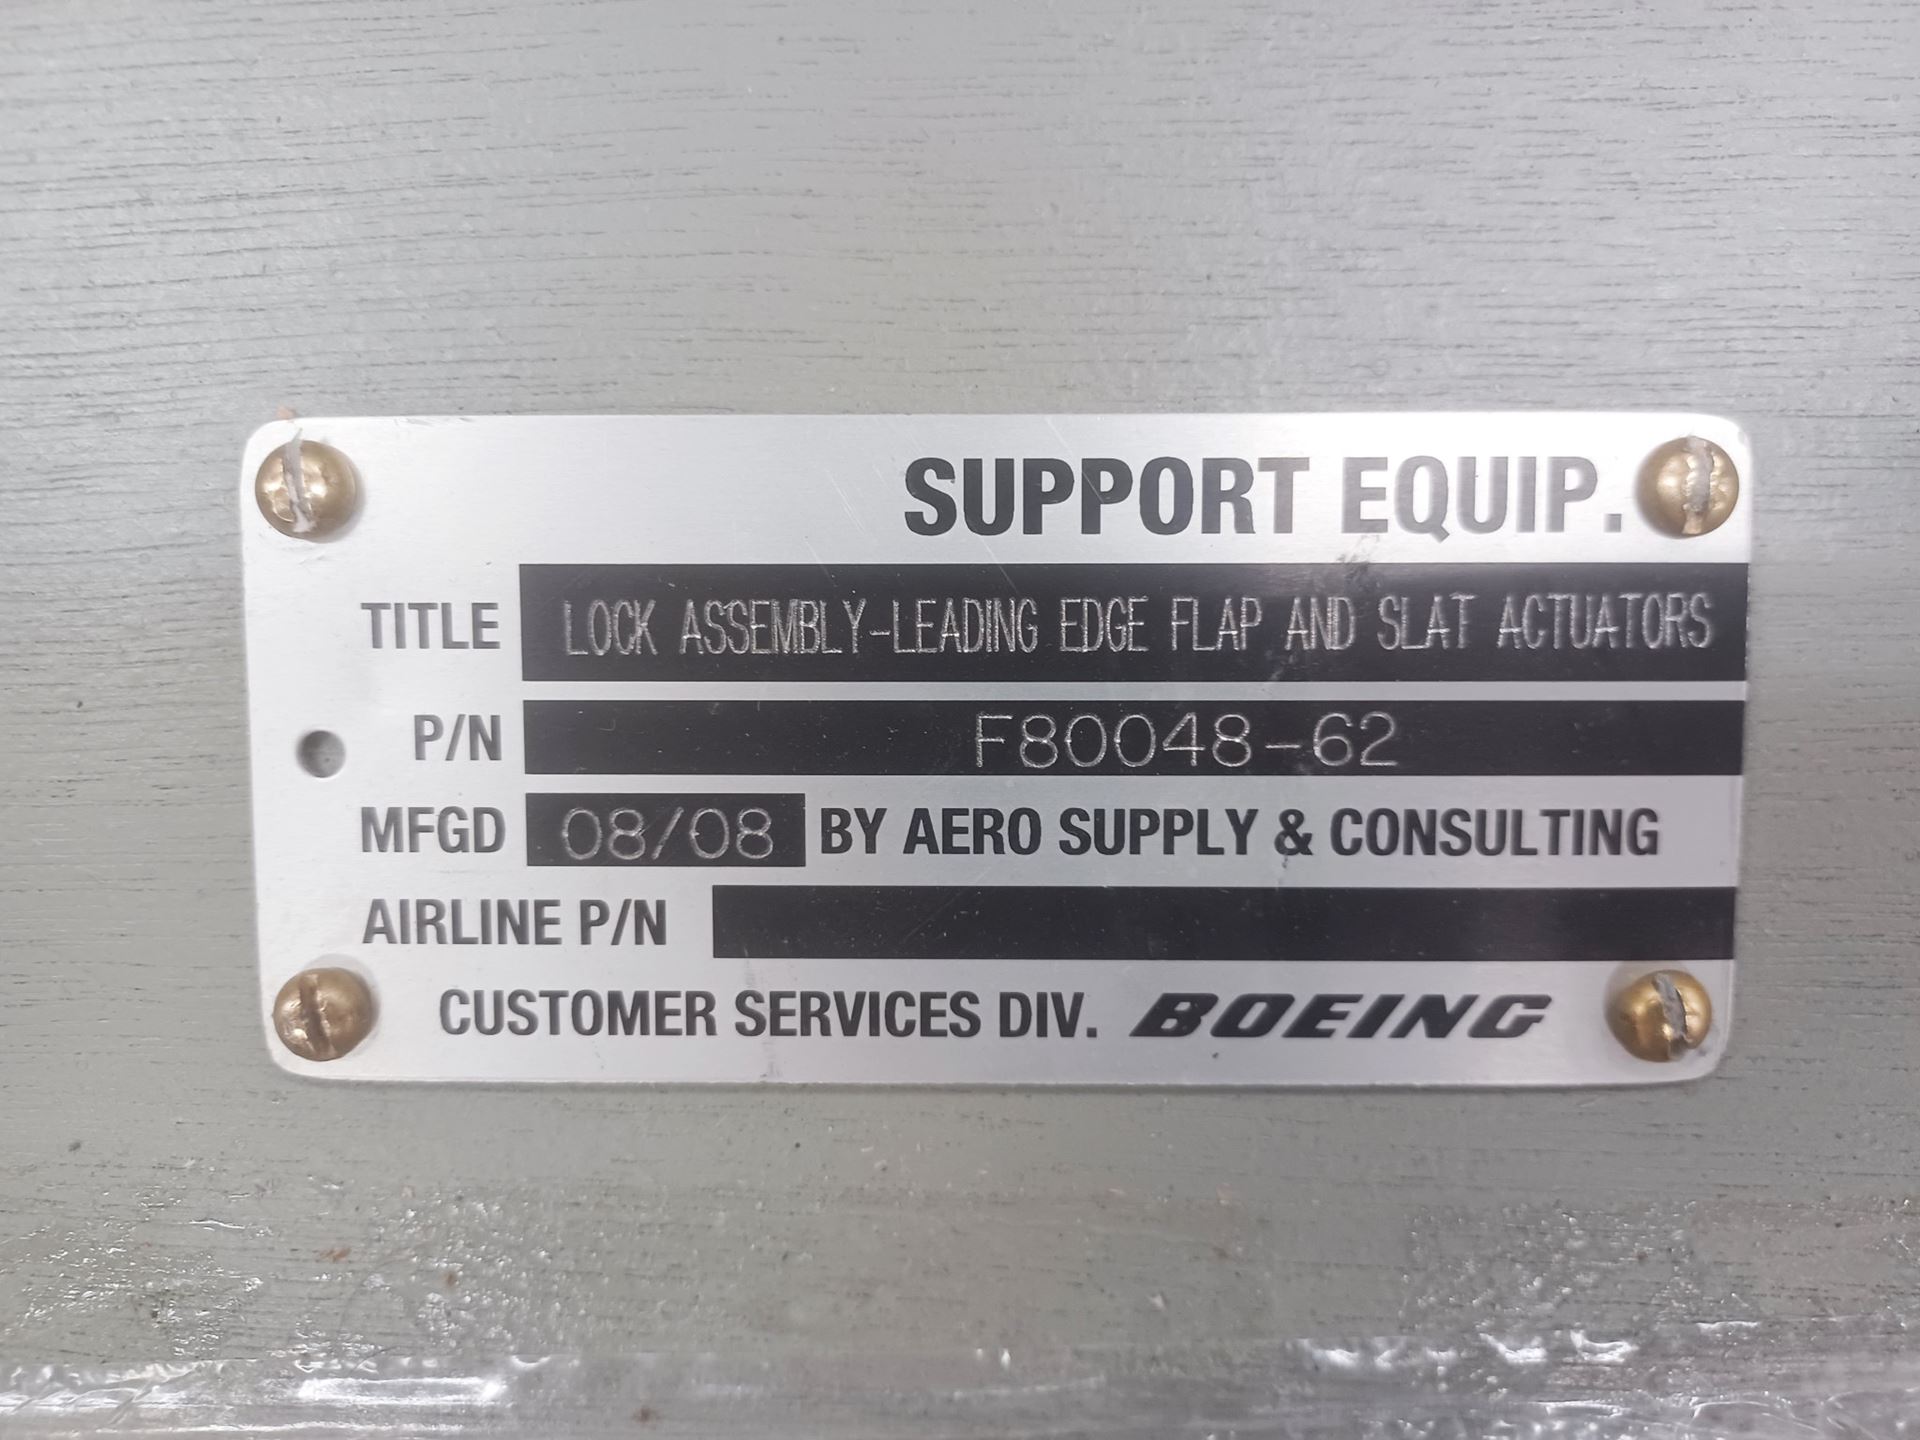 SUPPORT EQUIP.
TITLE LOCK ASSEMBLY-LEADING EDGE FLAP AND SLAT ACTUATORS
P/N F80048-62
MFGD 08/08 BY AERO SUPPLY & CONSULTING
AIRLINE P/N
CUSTOMER SERVICES DIV. BOEING